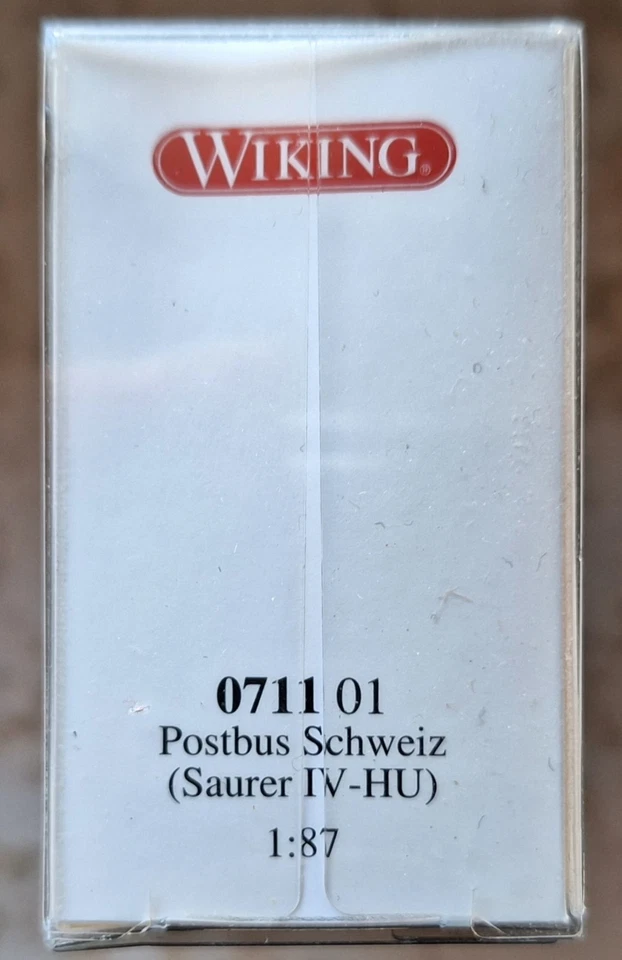 WIKING®
0711 01
Postbus Schweiz
(Saurer IV-HU)
1:87